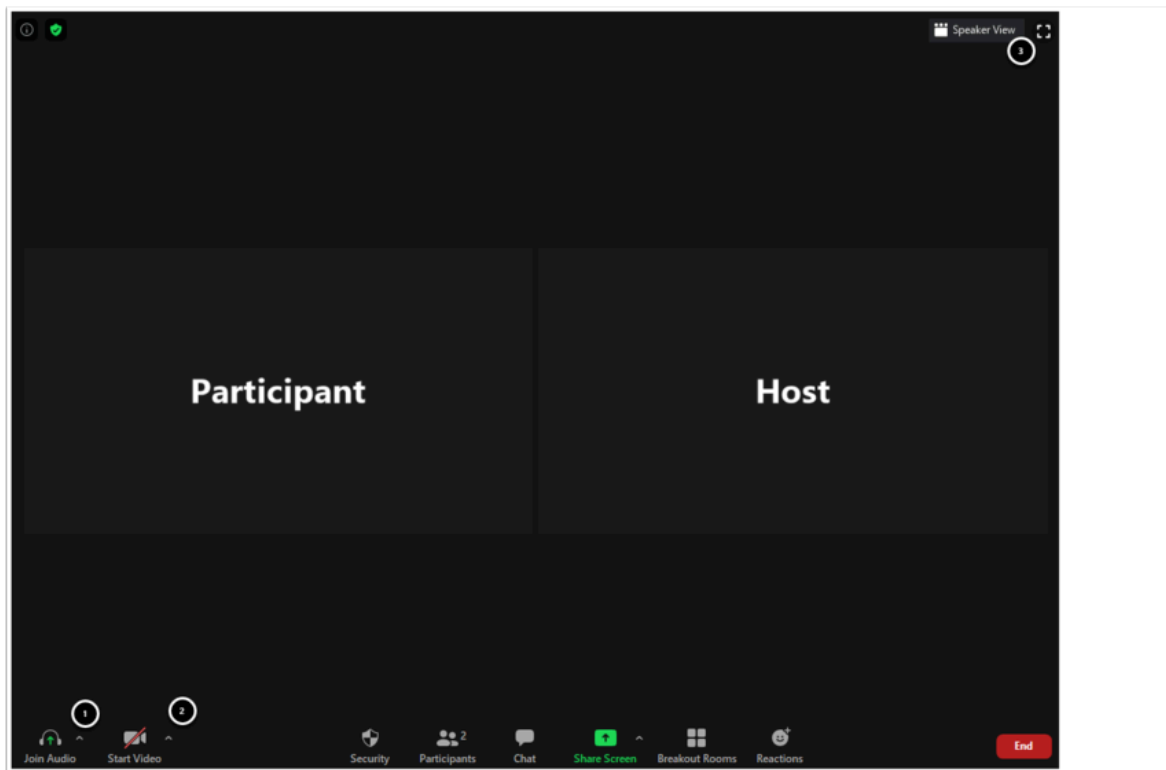 Speaker View
3
Participant
Host
1
2
2
Join Audio
Start Video
Security
Participants
Chat
Share Screen
Breakout Rooms
Reactions
End